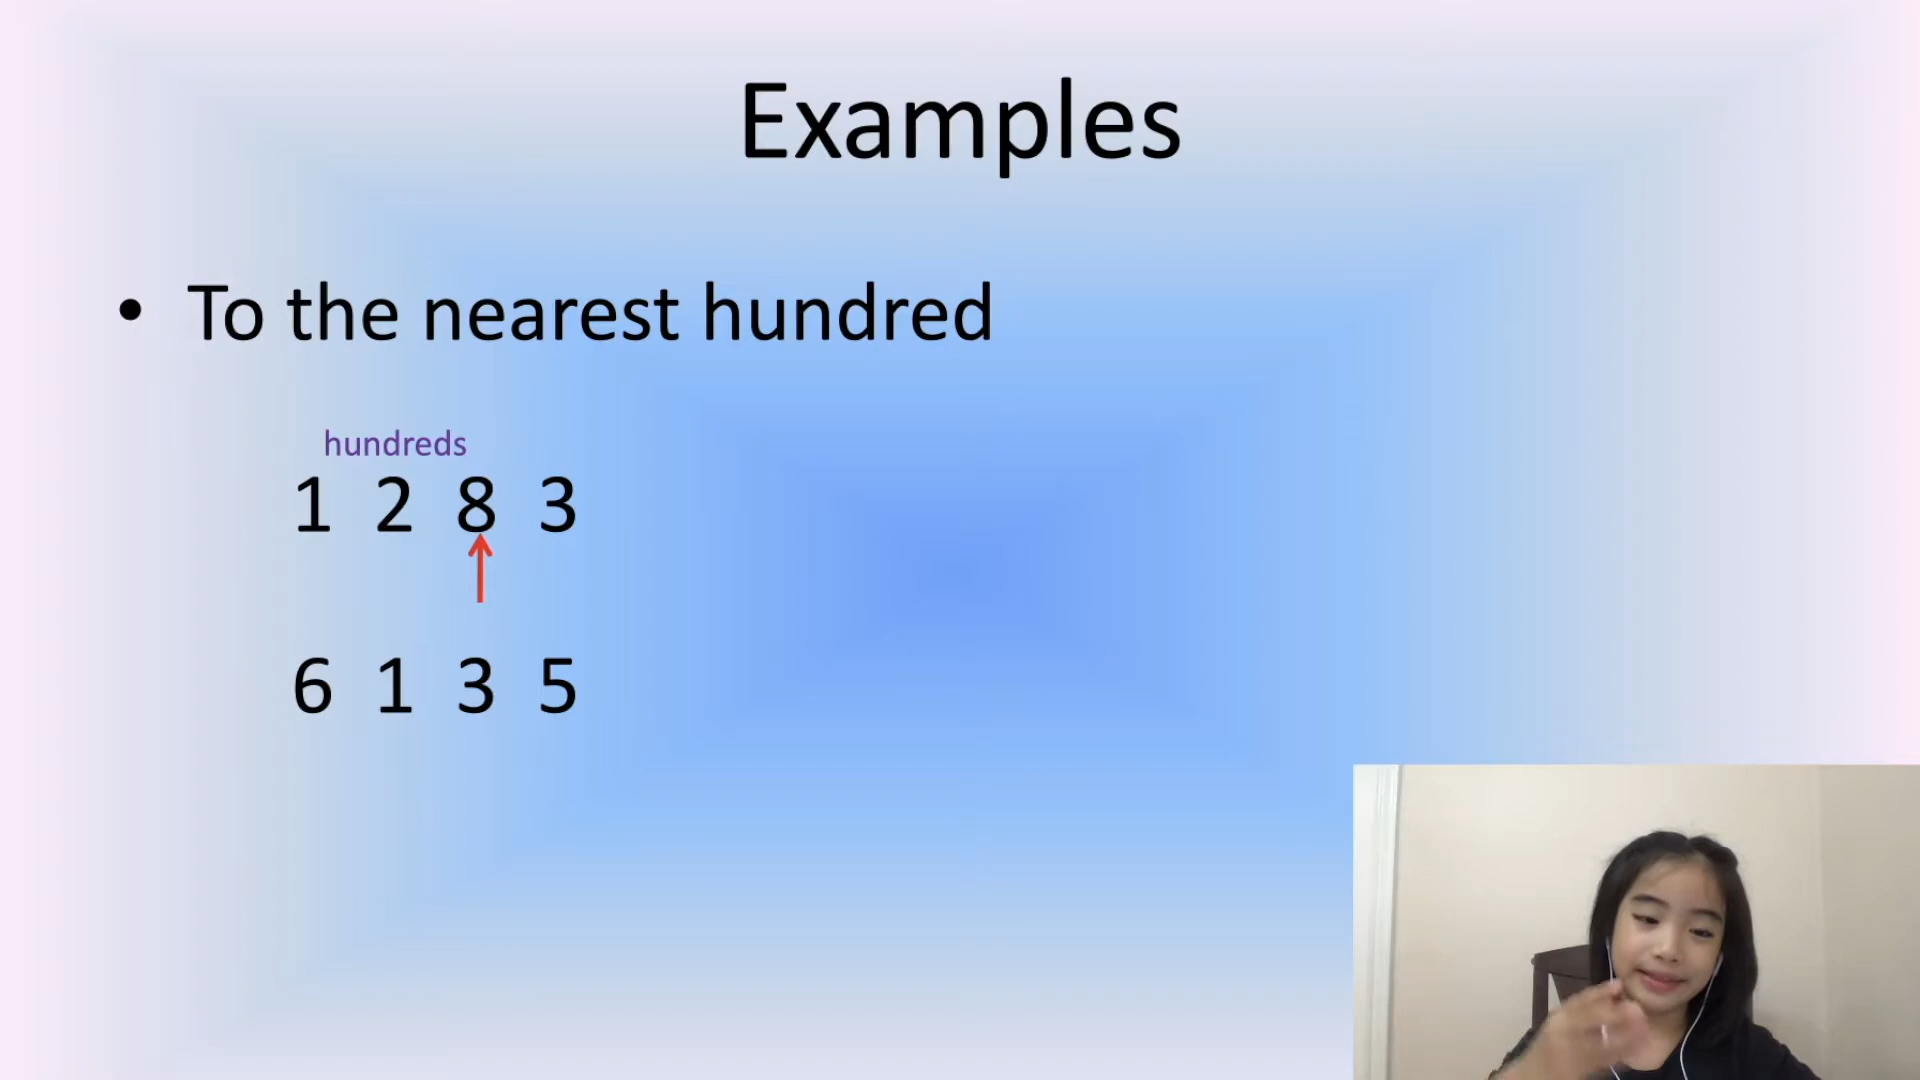 Examples
• To the nearest hundred
hundreds
1 2 8 3
6 1 3 5